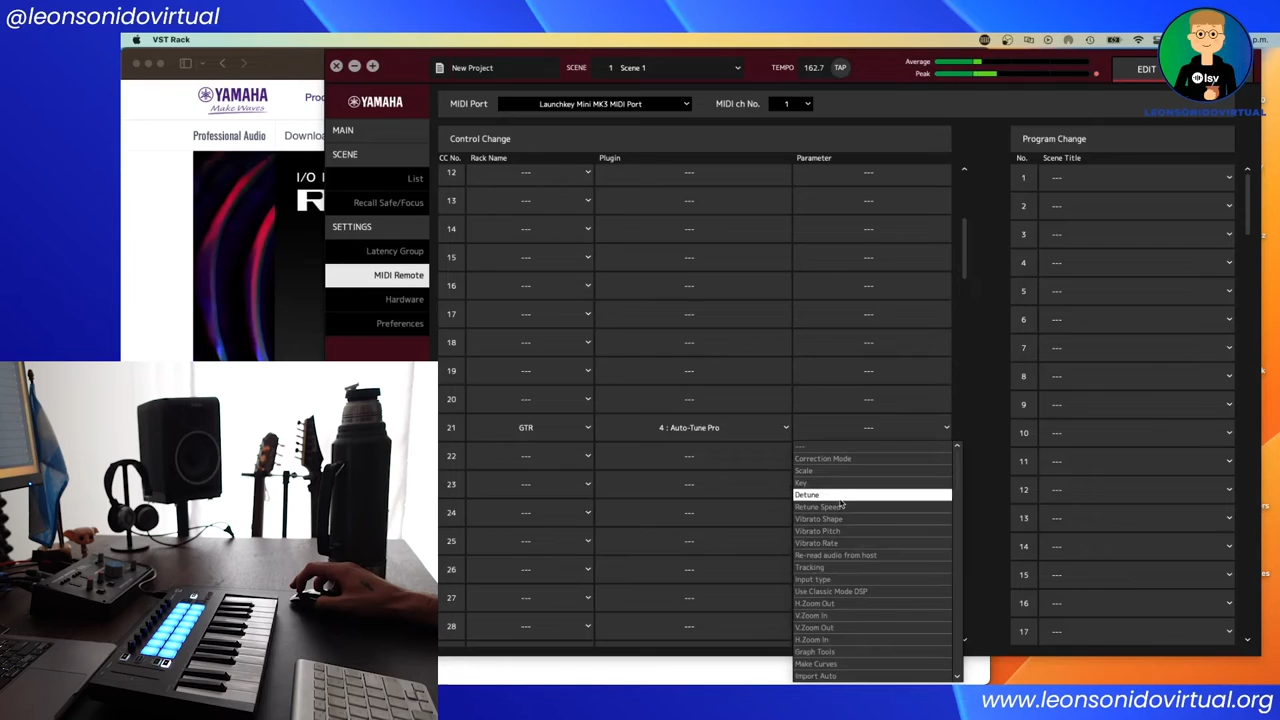 @leonsonidovirtual
VST Rack
p.m.
New Project
SCENE
1 Scene 1
TEMPO
162.7
TAP
Average
Peak
EDIT
lsv
LEONSONIDOVIRTUAL
YAMAHA
Make Waves
YAMAHA
Professional Audio
MIDI Port
Launchkey Mini MK3 MIDI Port
MIDI ch No.
1
MAIN
SCENE
List
Recall Safe/Focus
SETTINGS
Latency Group
MIDI Remote
Hardware
Preferences
Control Change
CC No.
Rack Name
Plugin
Parameter
12 --- --- ---
13 --- --- ---
14 --- --- ---
15 --- --- ---
16 --- --- ---
17 --- --- ---
18 --- --- ---
19 --- --- ---
20 --- --- ---
21 GTR 4 : Auto-Tune Pro ---
22 --- ---
23 --- ---
24 --- ---
25 --- ---
26 --- ---
27 --- ---
28 --- ---
---
Correction Mode
Scale
Key
Detune
Retune Speed
Vibrato Shape
Vibrato Pitch
Vibrato Rate
Re-read audio from host
Tracking
Input type
Use Classic Mode DSP
H.Zoom Out
V.Zoom In
V.Zoom Out
H.Zoom In
Graph Tools
Make Curves
Import Auto
Program Change
No.
Scene Title
1 ---
2 ---
3 ---
4 ---
5 ---
6 ---
7 ---
8 ---
9 ---
10 ---
11 ---
12 ---
13 ---
14 ---
15 ---
16 ---
17 ---
www.leonsonidovirtual.org